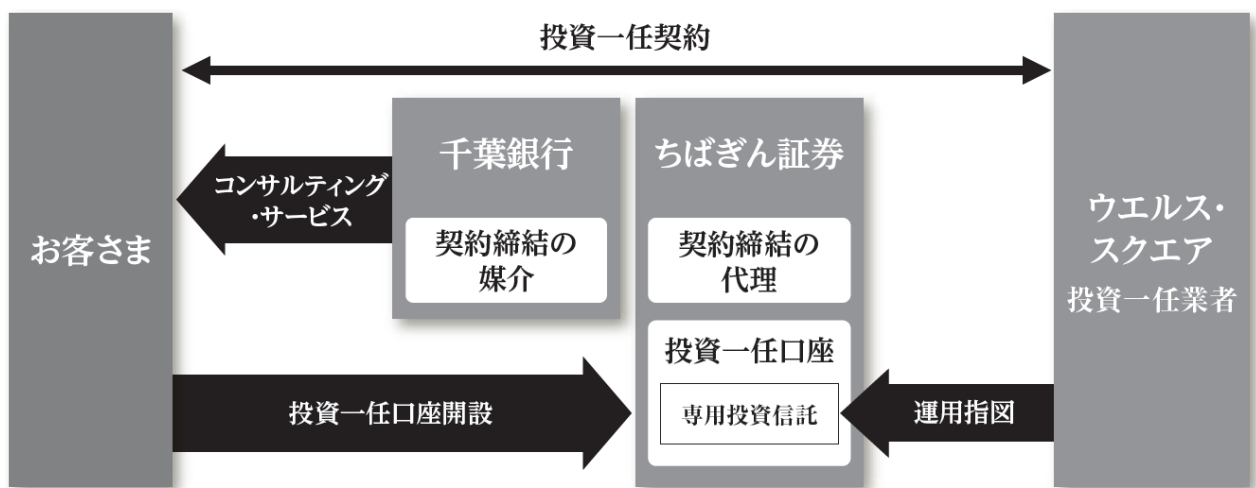 投資一任契約
お客さま
コンサルティング
・サービス
千葉銀行
契約締結の
媒介
ちばぎん証券
契約締結の
代理
投資一任口座
専用投資信託
投資一任口座開設
運用指図
ウエルス・
スクエア
投資一任業者